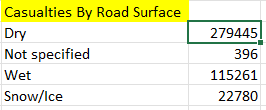 Casualties By Road Surface
Dry 279445
Not specified 396
Wet 115261
Snow/Ice 22780